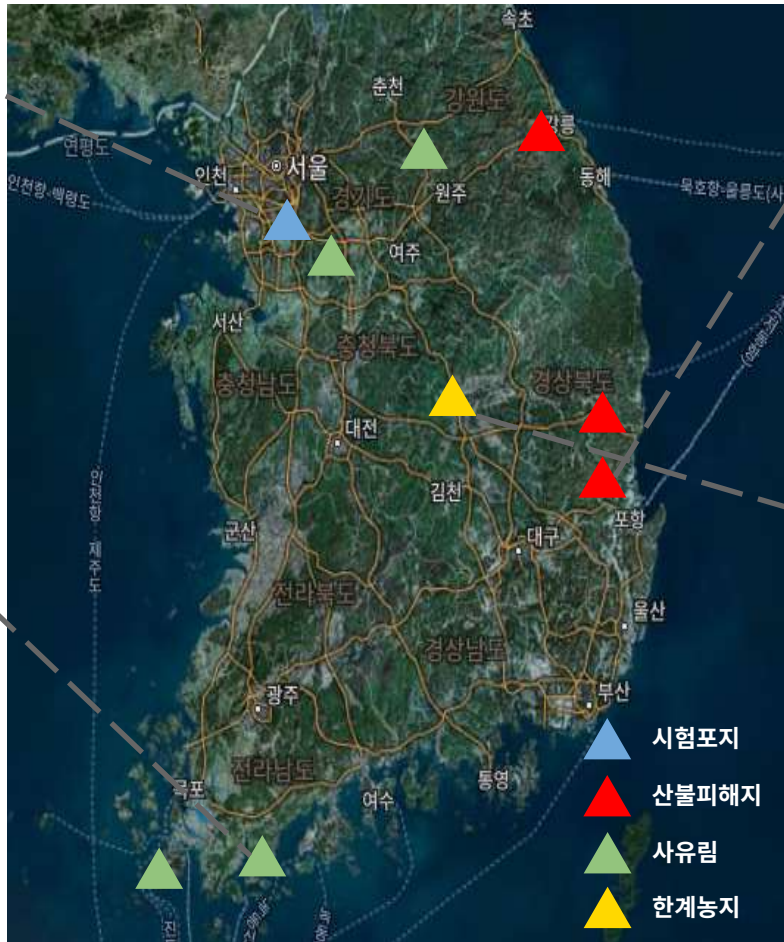 속초
춘천
강원도
강릉
연평도
서울
인천
동해
인천항-백령도
경기도
원주
묵호항-울릉도(사
여주
서산
충청북도
충청남도
경상북도
대전
김천
인천항 - 제주도
포항
군산
대구
전라북도
울산
경상남도
광주
부산
시험포지
전라남도
통영
목포
여수
산불피해지
사유림
한계농지